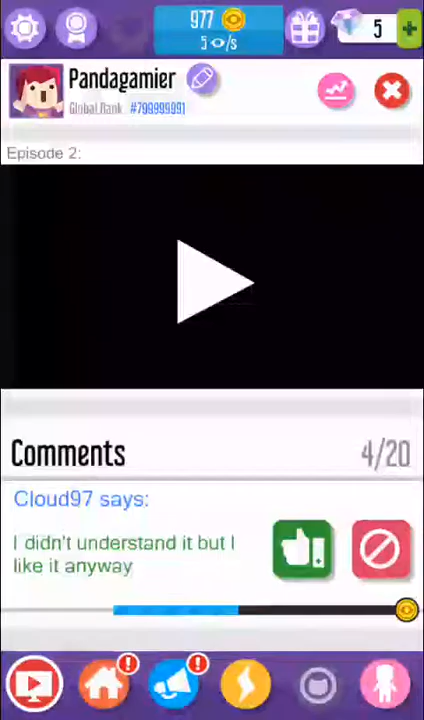 977
5 /s
5
Pandagamier
Global Rank #799999991
Episode 2:
Comments
4/20
Cloud97 says:
I didn't understand it but I
like it anyway